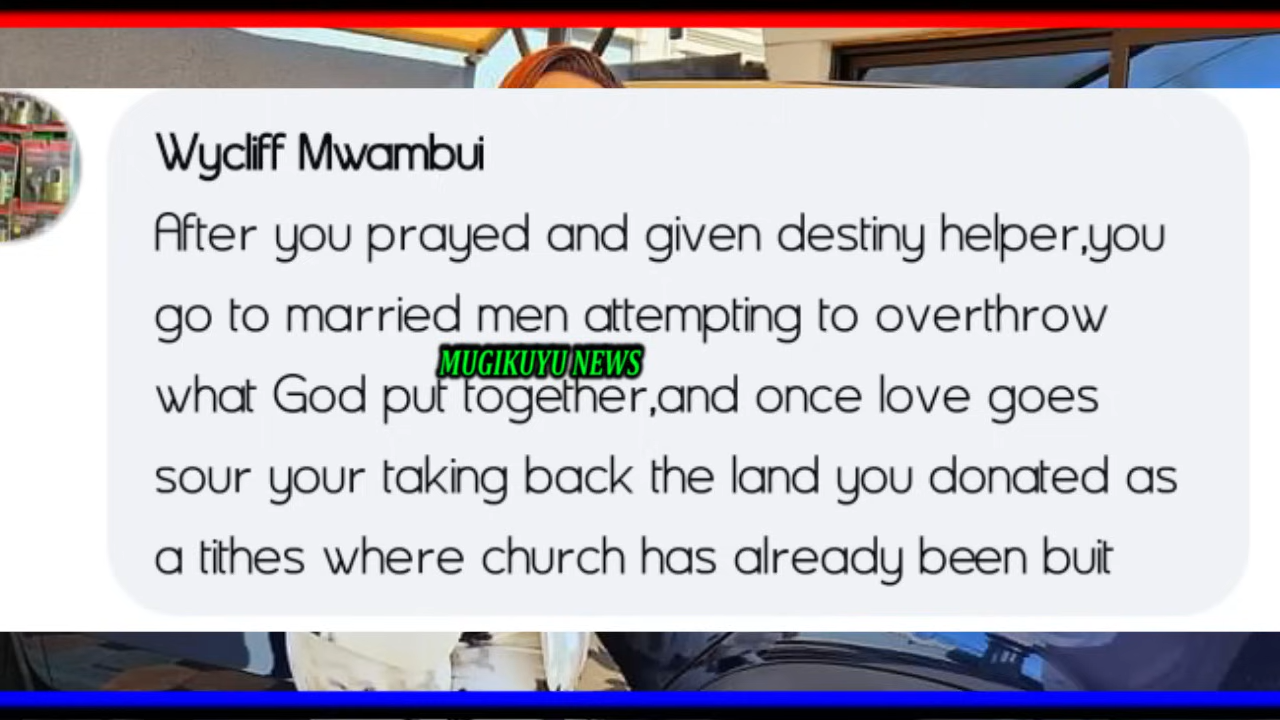 Wycliff Mwambui
After you prayed and given destiny helper,you
go to married men attempting to overthrow
MUGIKUYU NEWS
what God put together,and once love goes
sour your taking back the land you donated as
a tithes where church has already been buit